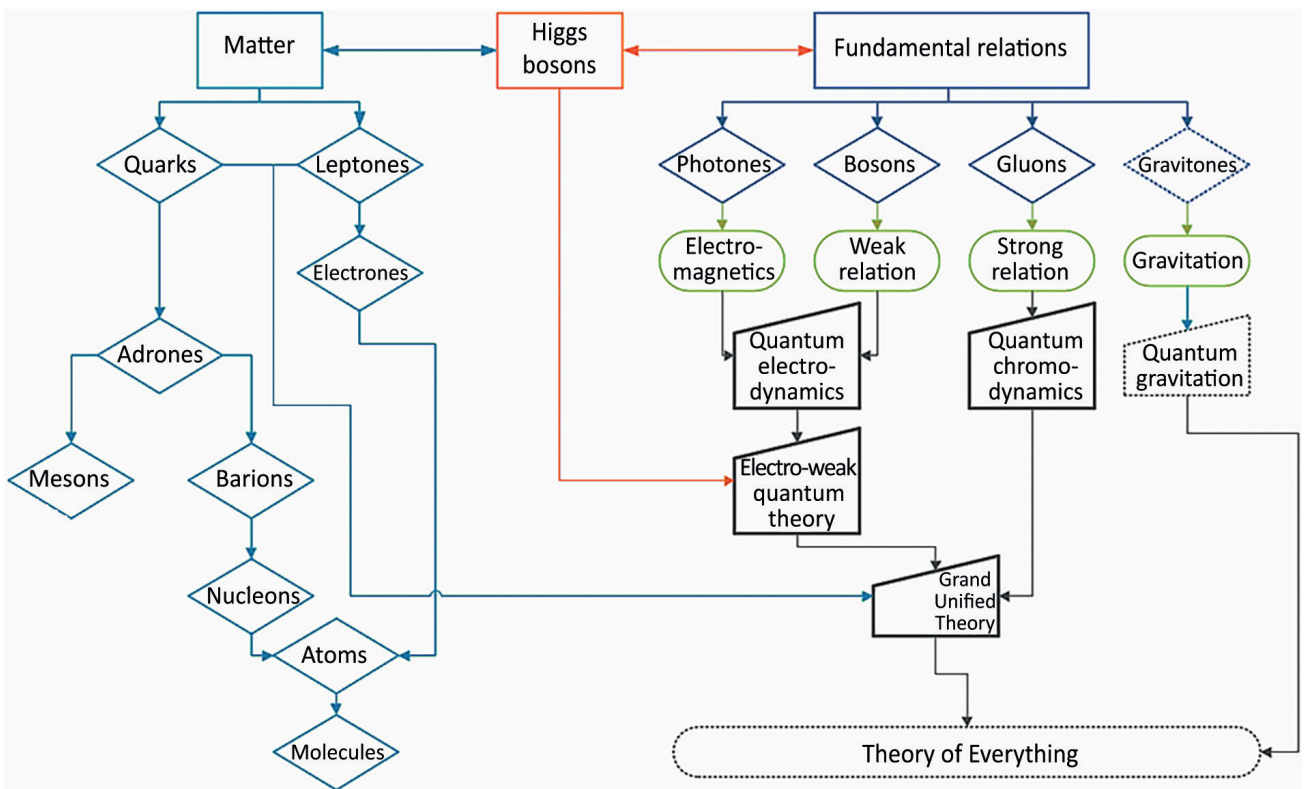 Matter
Higgs
bosons
Fundamental relations
Quarks
Leptones
Photones
Bosons
Gluons
Gravitones
Electrones
Electro-
magnetics
Weak
relation
Strong
relation
Gravitation
Adrones
Quantum
electro-
dynamics
Quantum
chromo-
dynamics
Quantum
gravitation
Mesons
Barions
Electro-weak
quantum
theory
Nucleons
Grand
Unified
Theory
Atoms
Molecules
Theory of Everything